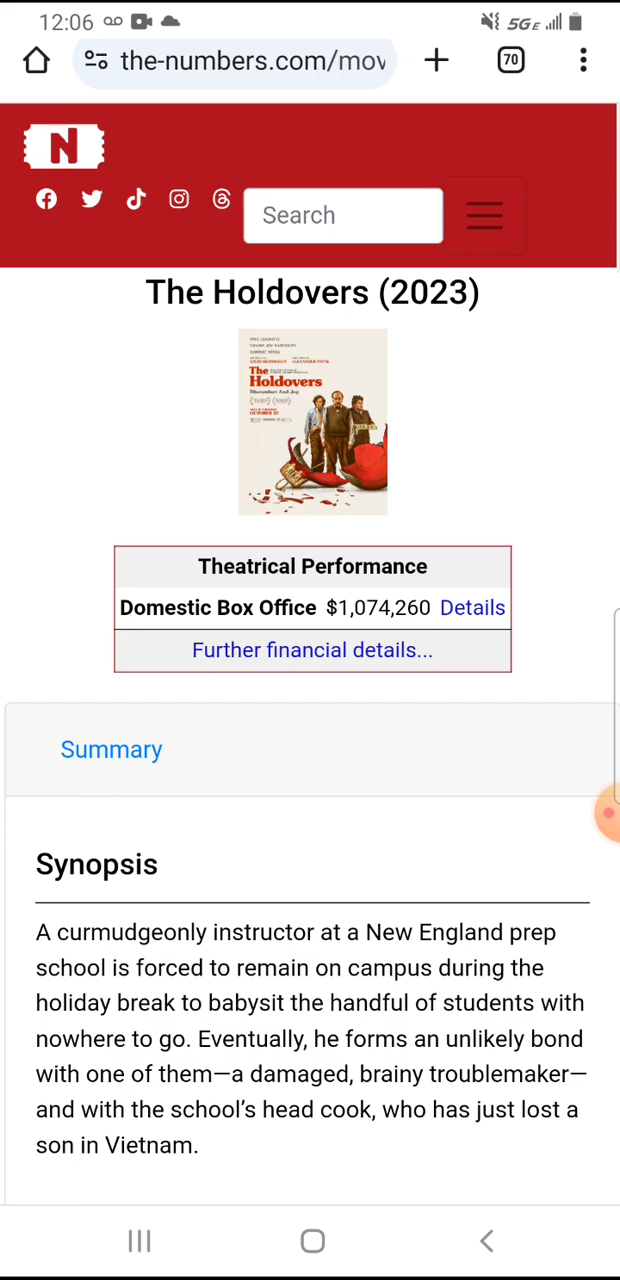 12:06
5GE
the-numbers.com/mov
70
N
Search
The Holdovers (2023)
The
Holdovers
Discomfort And Joy
Theatrical Performance
Domestic Box Office $1,074,260 Details
Further financial details...
Summary
Synopsis
A curmudgeonly instructor at a New England prep
school is forced to remain on campus during the
holiday break to babysit the handful of students with
nowhere to go. Eventually, he forms an unlikely bond
with one of them—a damaged, brainy troublemaker—
and with the school’s head cook, who has just lost a
son in Vietnam.